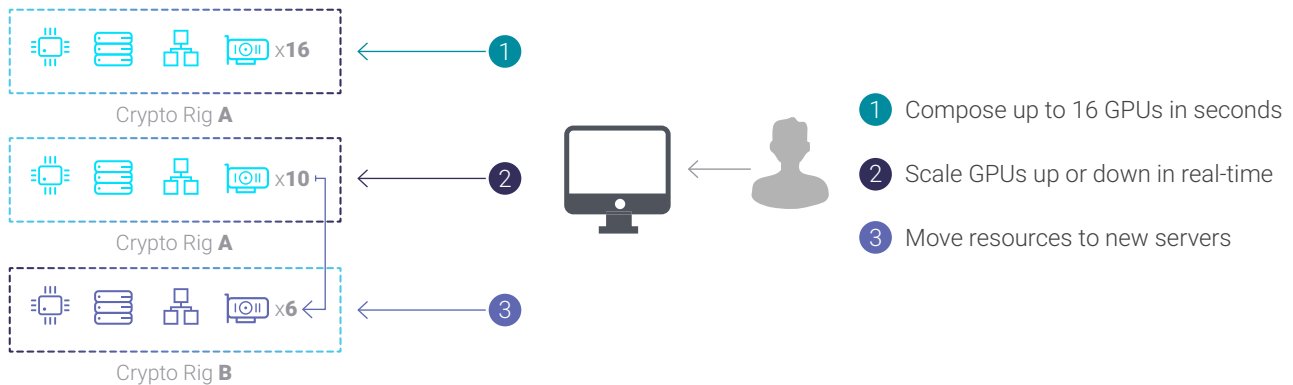 x16
1
Crypto Rig A
x10
2
Crypto Rig A
x6
3
Crypto Rig B
1 Compose up to 16 GPUs in seconds
2 Scale GPUs up or down in real-time
3 Move resources to new servers